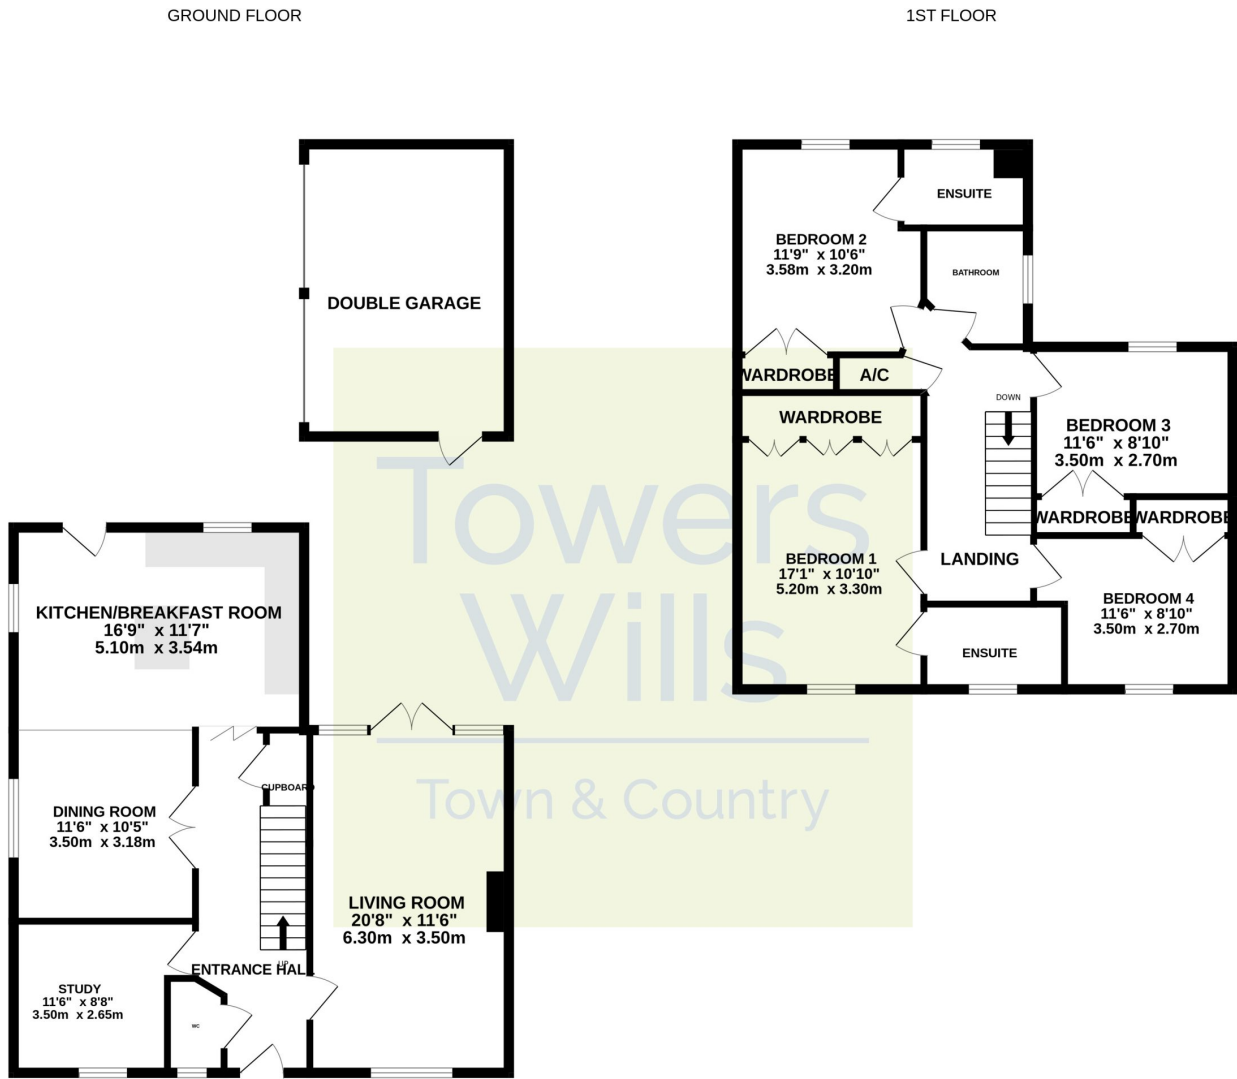 GROUND FLOOR
1ST FLOOR
DOUBLE GARAGE
KITCHEN/BREAKFAST ROOM
16'9" x 11'7"
5.10m x 3.54m
DINING ROOM
11'6" x 10'5"
3.50m x 3.18m
CUPBOARD
LIVING ROOM
20'8" x 11'6"
6.30m x 3.50m
UP
ENTRANCE HALL
STUDY
11'6" x 8'8"
3.50m x 2.65m
WC
ENSUITE
BEDROOM 2
11'9" x 10'6"
3.58m x 3.20m
BATHROOM
WARDROBE
A/C
WARDROBE
DOWN
BEDROOM 3
11'6" x 8'10"
3.50m x 2.70m
WARDROBE
WARDROBE
LANDING
BEDROOM 1
17'1" x 10'10"
5.20m x 3.30m
BEDROOM 4
11'6" x 8'10"
3.50m x 2.70m
ENSUITE
Towers
Wills
Town & Country